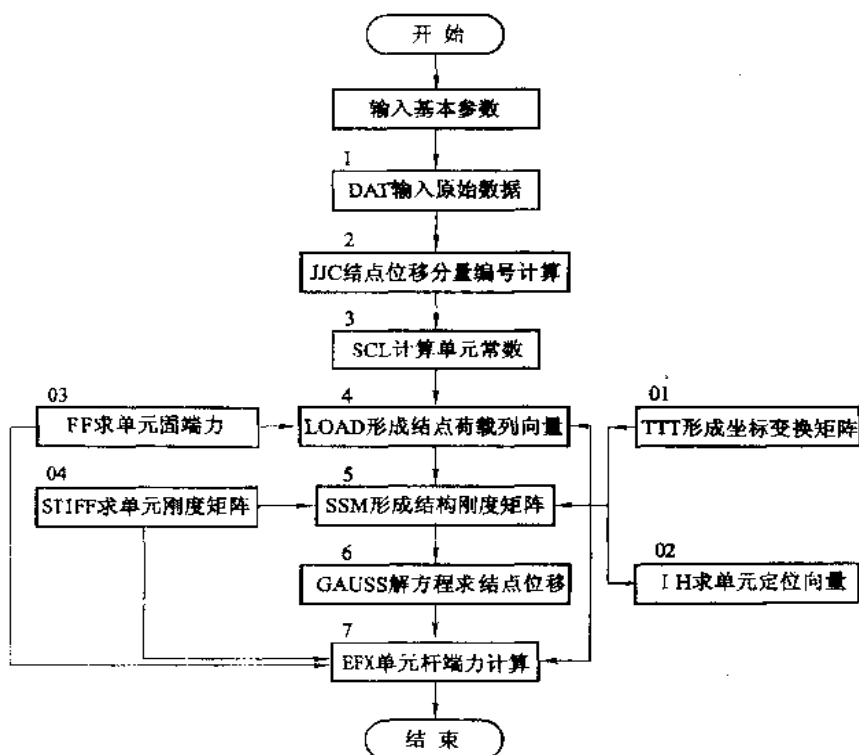 开 始
输入基本参数
1
DAT输入原始数据
2
JJC结点位移分量编号计算
3
SCL计算单元常数
03
FF求单元固端力
4
LOAD形成结点荷载列向量
01
TTT形成坐标变换矩阵
04
STIFF求单元刚度矩阵
5
SSM形成结构刚度矩阵
6
GAUSS解方程求结点位移
02
IH求单元定位向量
7
EFX单元杆端力计算
结 束